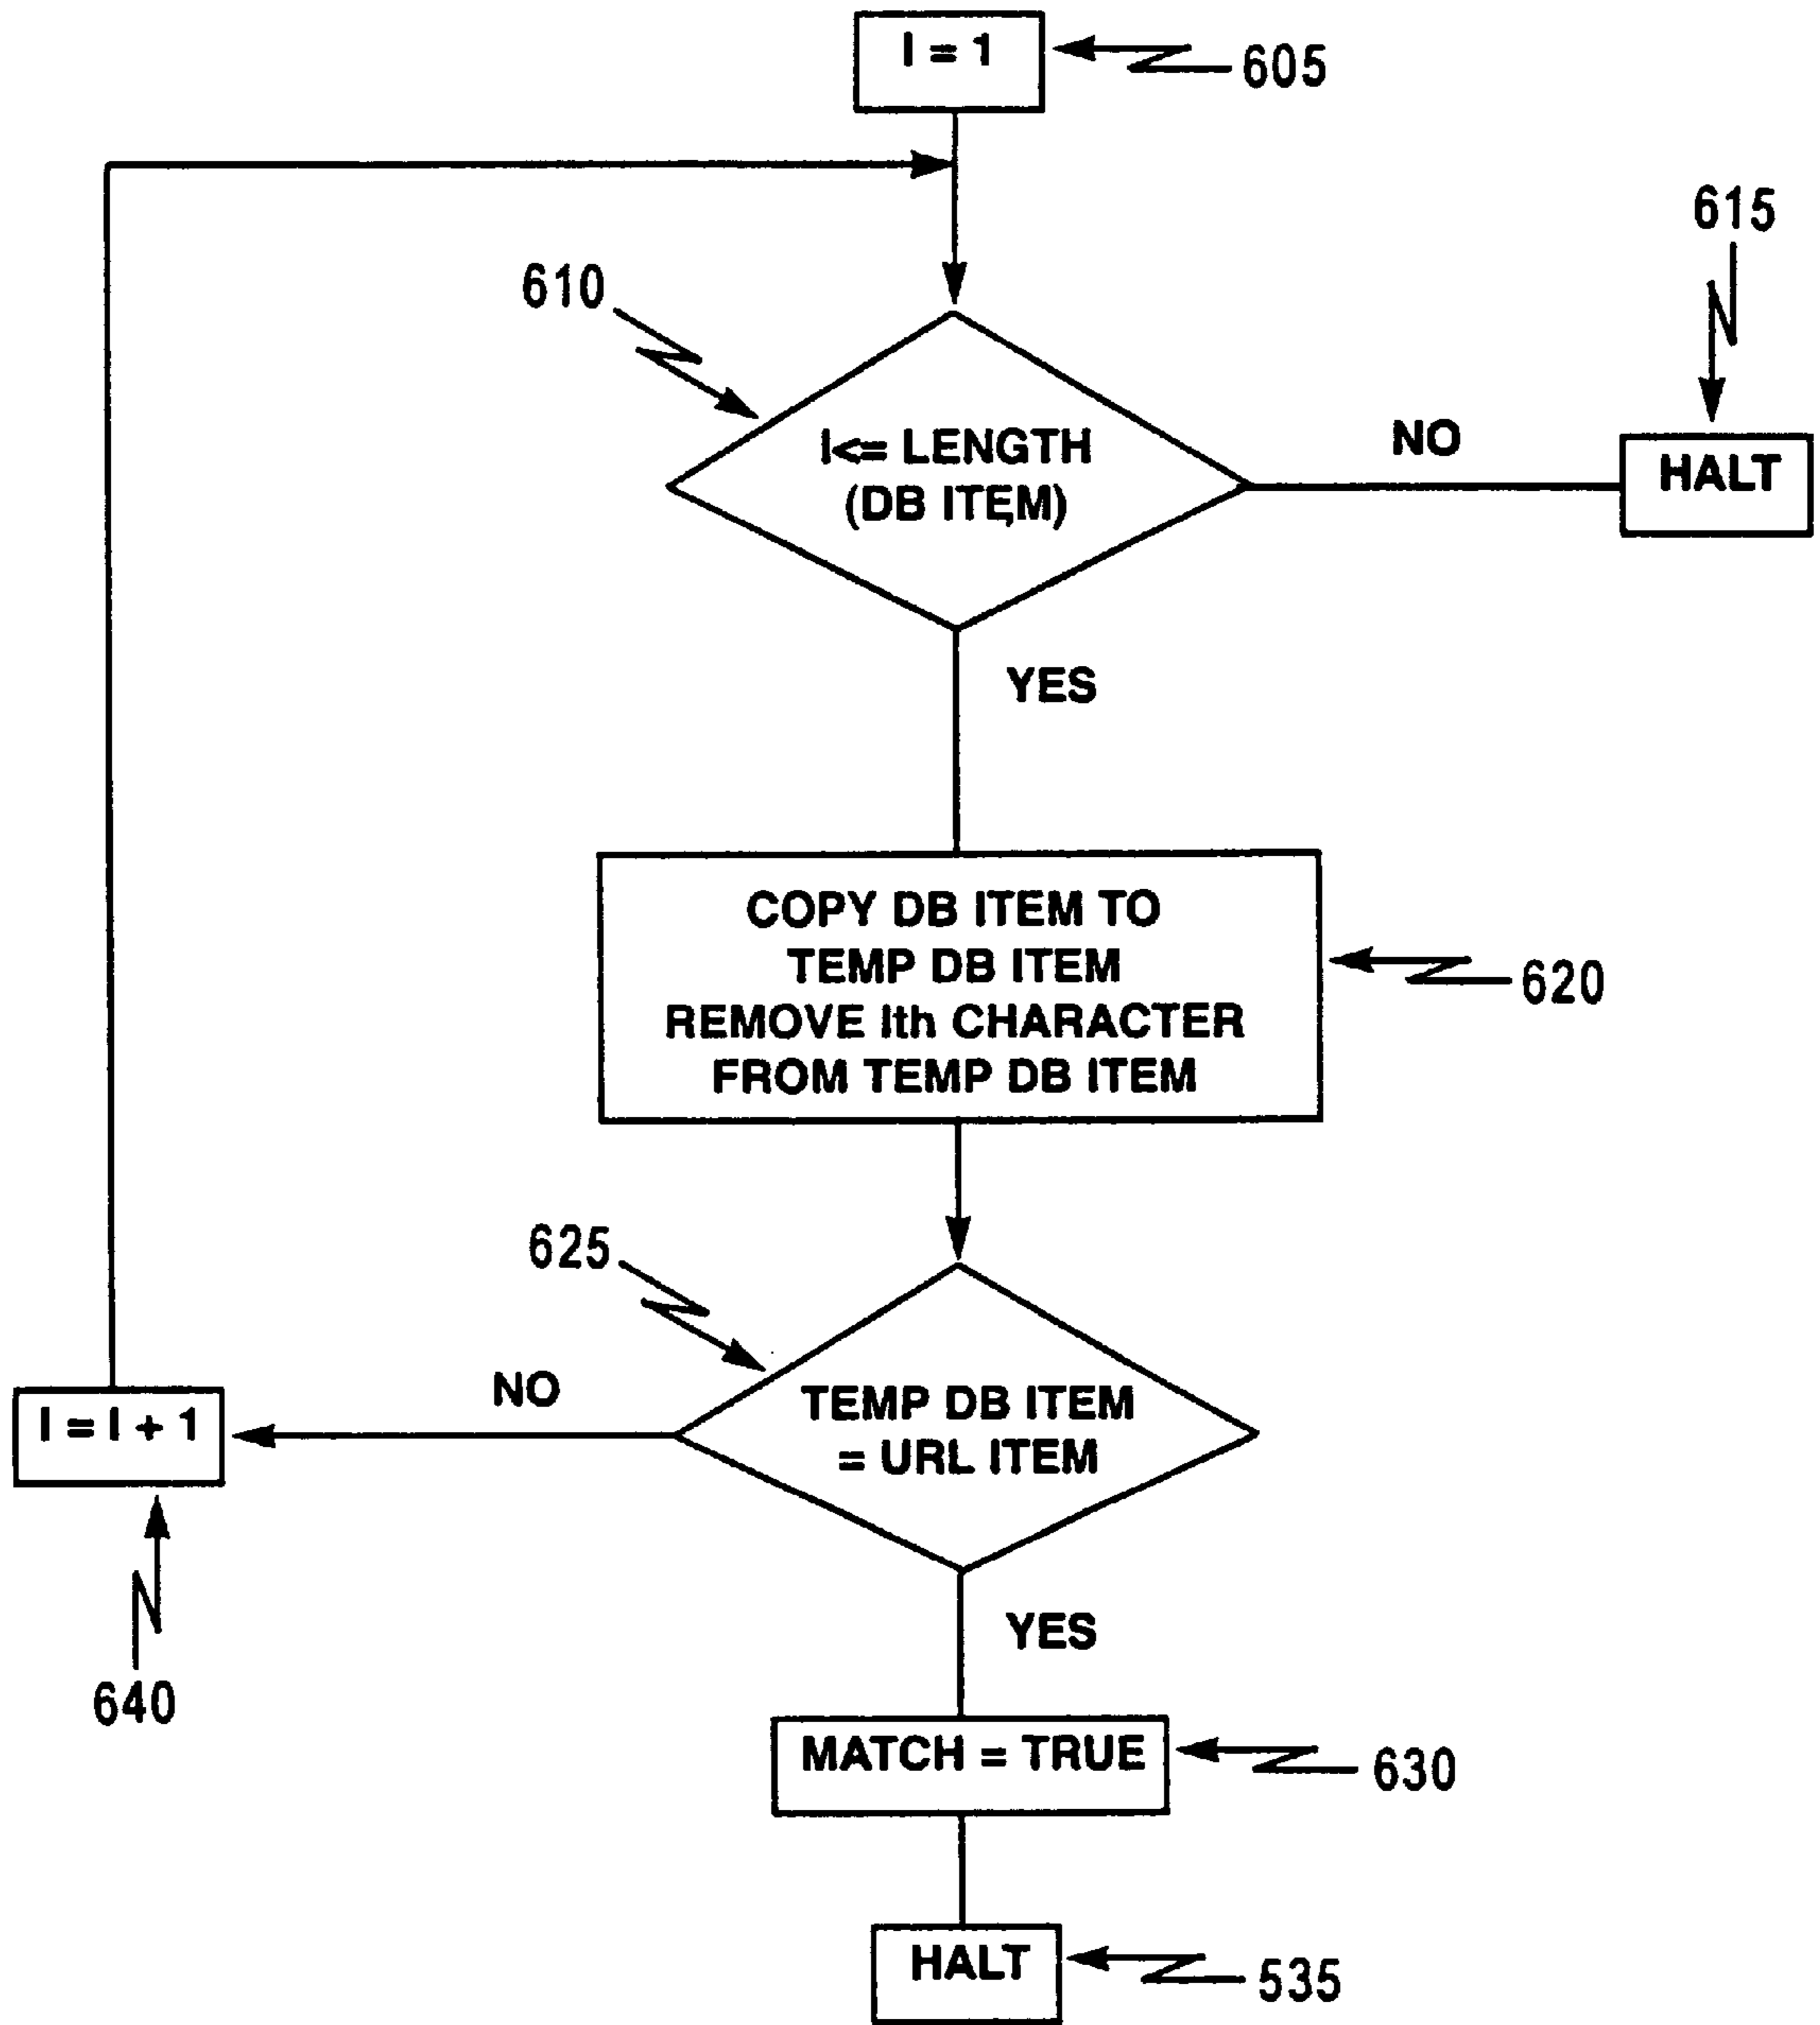 I = 1
605
615
610
I<= LENGTH
(DB ITEM)
NO
HALT
YES
COPY DB ITEM TO
TEMP DB ITEM
REMOVE Ith CHARACTER
FROM TEMP DB ITEM
620
625
NO
TEMP DB ITEM
= URL ITEM
I = I + 1
YES
640
MATCH = TRUE
630
HALT
535